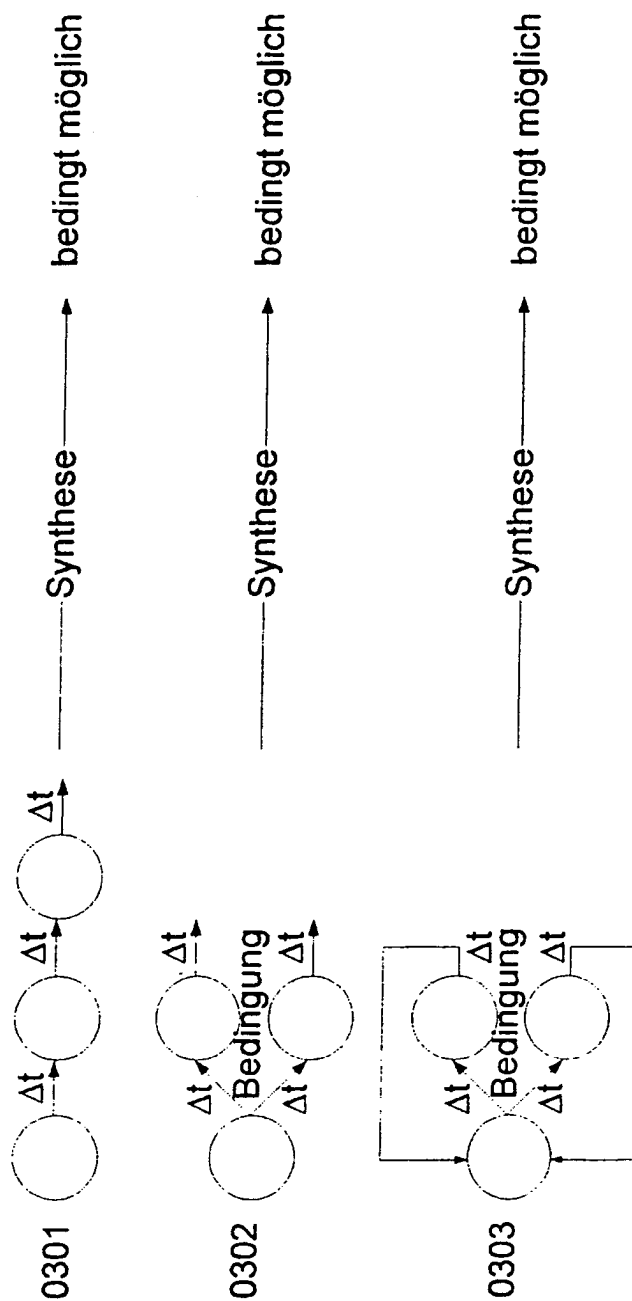 0301 Δt Δt Δt Synthese bedingt möglich
0302 Δt Δt Bedingung Δt Δt Synthese bedingt möglich
0303 Δt Δt Bedingung Δt Δt Synthese bedingt möglich